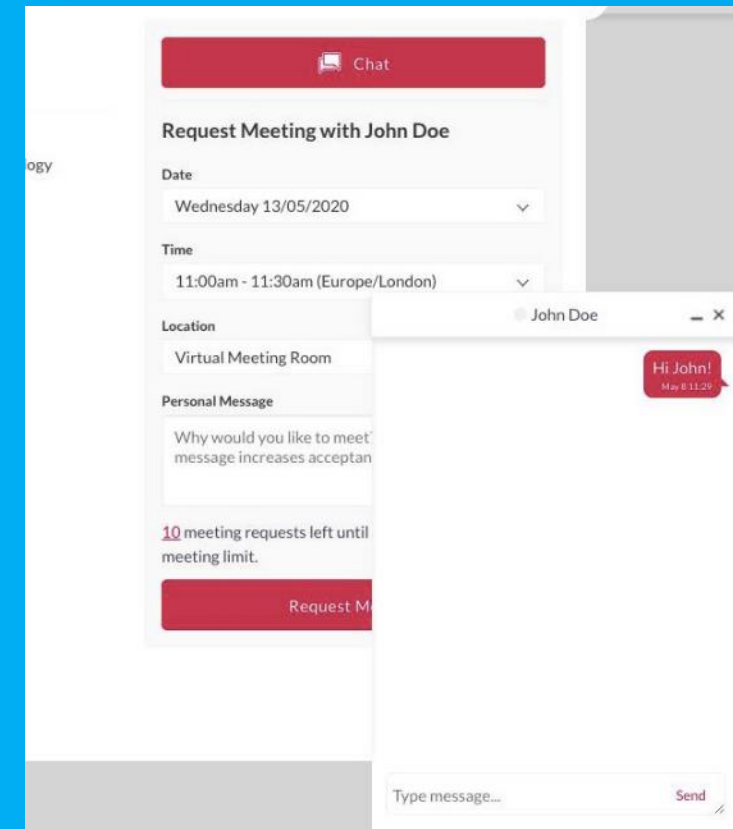 Chat
Request Meeting with John Doe
ogy
Date
Wednesday 13/05/2020
Time
11:00am - 11:30am (Europe/London)
Location
Virtual Meeting Room
Personal Message
Why would you like to meet?
message increases acceptan
10 meeting requests left until
meeting limit.
Request M
John Doe
Hi John!
May 8 11:29
Type message...
Send